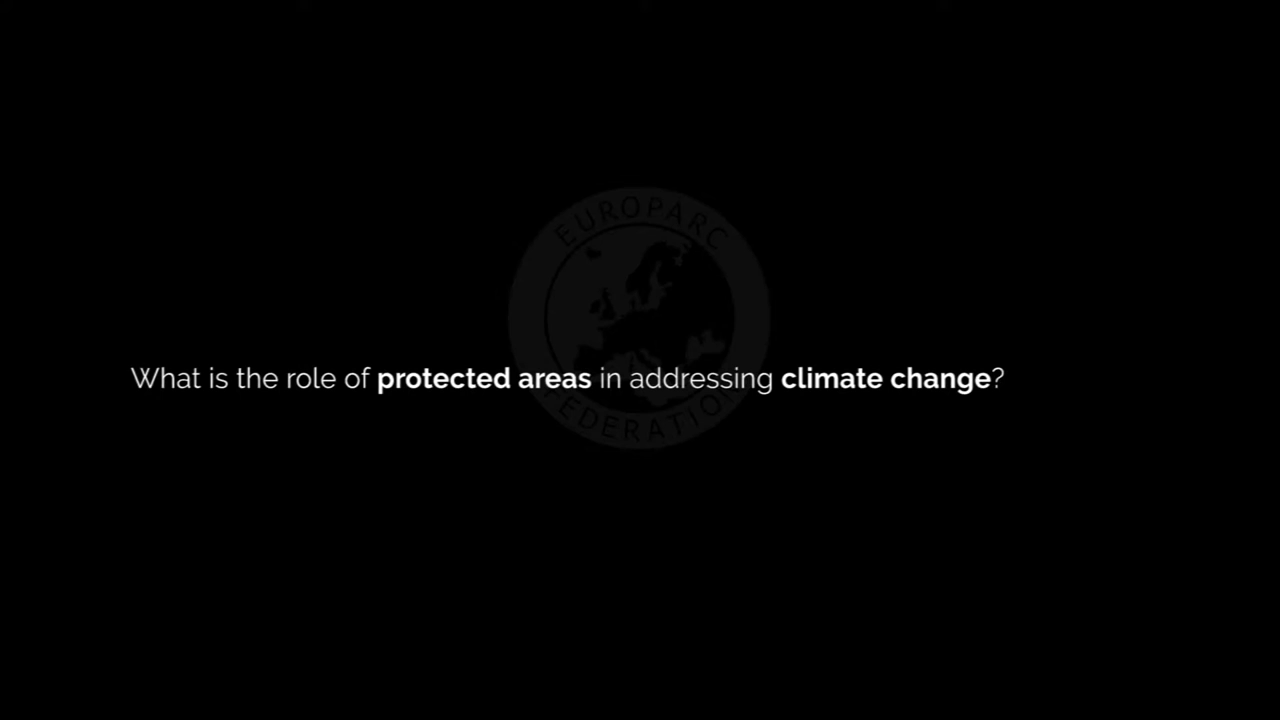 EUROPARC
What is the role of protected areas in addressing climate change?
FEDERATION